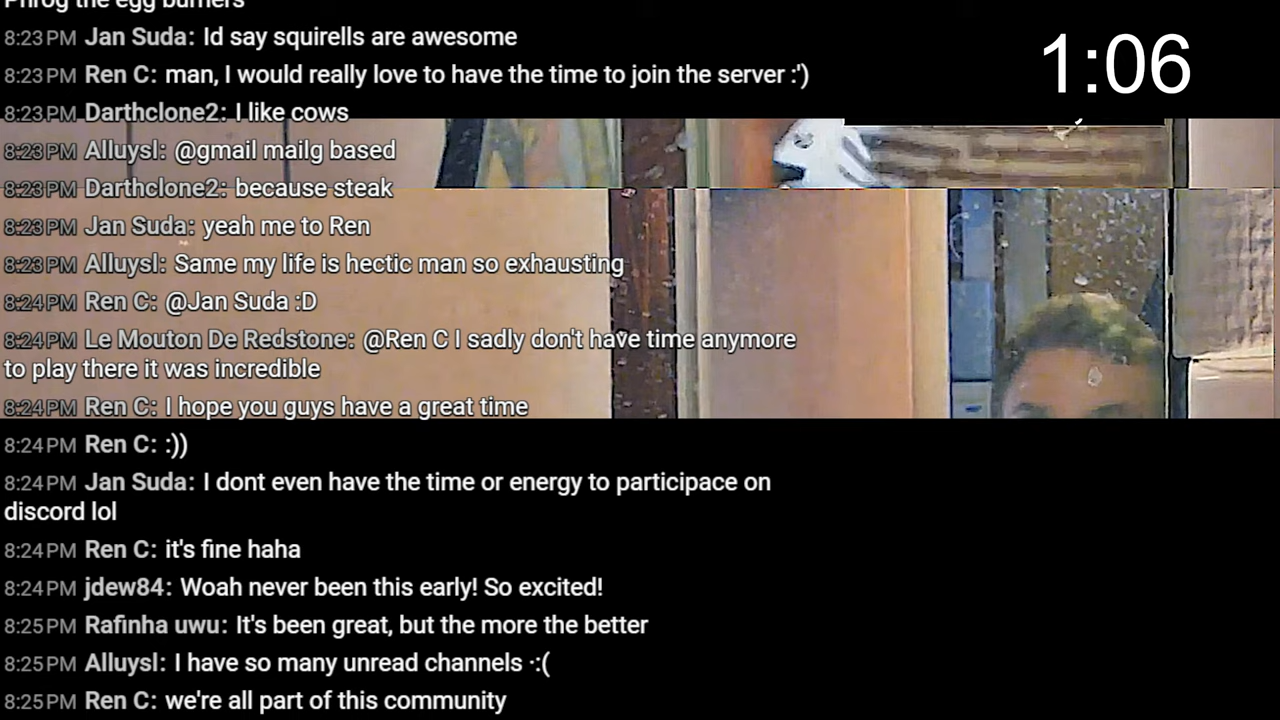 Phrog the egg burners
8:23 PM Jan Suda: Id say squirells are awesome
1:06
8:23 PM Ren C: man, I would really love to have the time to join the server :')
8:23 PM Darthclone2: I like cows
8:23 PM Alluysl: @gmail mailg based
8:23 PM Darthclone2: because steak
8:23 PM Jan Suda: yeah me to Ren
8:23 PM Alluysl: Same my life is hectic man so exhausting
8:24 PM Ren C: @Jan Suda :D
8:24 PM Le Mouton De Redstone: @Ren C I sadly don't have time anymore
to play there it was incredible
8:24 PM Ren C: I hope you guys have a great time
8:24 PM Ren C: :))
8:24 PM Jan Suda: I dont even have the time or energy to participace on
discord lol
8:24 PM Ren C: it's fine haha
8:24 PM jdew84: Woah never been this early! So excited!
8:25 PM Rafinha uwu: It's been great, but the more the better
8:25 PM Alluysl: I have so many unread channels ·:(
8:25 PM Ren C: we're all part of this community